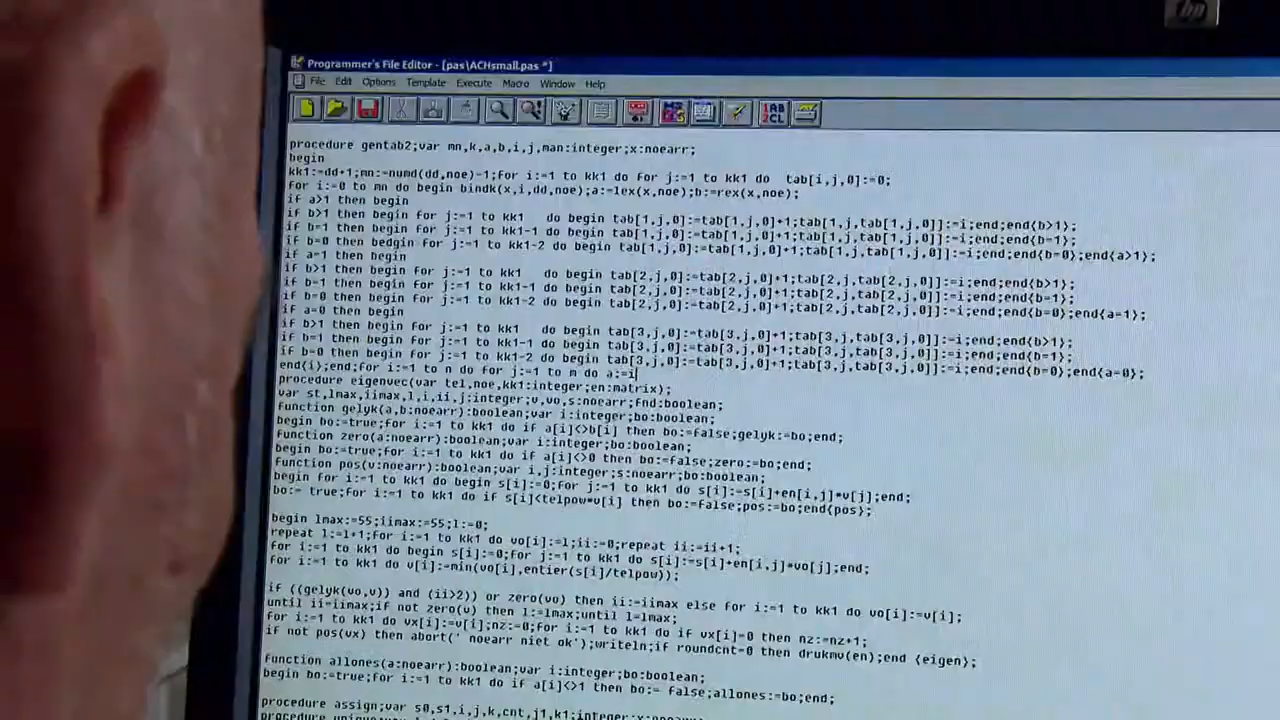 hp
Programmer's File Editor - [pas\ACHsmall.pas *]
File Edit Options Template Execute Macro Window Help
procedure gentab2;var mn,k,a,b,i,j,man:integer;x:noearr;
begin
kk1:=dd+1;mn:=numd(dd,noe)-1;for i:=1 to kk1 do for j:=1 to kk1 do tab[i,j,0]:=0;
for i:=0 to mn do begin bindk(x,i,dd,noe);a:=lex(x,noe);b:=rex(x,noe);
if a>1 then begin
if b>1 then begin for j:=1 to kk1 do begin tab[1,j,0]:=tab[1,j,0]+1;tab[1,j,tab[1,j,0]]:=i;end;end{b>1};
if b=1 then begin for j:=1 to kk1-1 do begin tab[1,j,0]:=tab[1,j,0]+1;tab[1,j,tab[1,j,0]]:=i;end;end{b=1};
if b=0 then bedgin for j:=1 to kk1-2 do begin tab[1,j,0]:=tab[1,j,0]+1;tab[1,j,tab[1,j,0]]:=i;end;end{b=0};end{a>1};
if a=1 then begin
if b>1 then begin for j:=1 to kk1 do begin tab[2,j,0]:=tab[2,j,0]+1;tab[2,j,tab[2,j,0]]:=i;end;end{b>1};
if b=1 then begin for j:=1 to kk1-1 do begin tab[2,j,0]:=tab[2,j,0]+1;tab[2,j,tab[2,j,0]]:=i;end;end{b=1};
if b=0 then begin for j:=1 to kk1-2 do begin tab[2,j,0]:=tab[2,j,0]+1;tab[2,j,tab[2,j,0]]:=i;end;end{b=0};end{a=1};
if a=0 then begin
if b>1 then begin for j:=1 to kk1 do begin tab[3,j,0]:=tab[3,j,0]+1;tab[3,j,tab[3,j,0]]:=i;end;end{b>1};
if b=1 then begin for j:=1 to kk1-1 do begin tab[3,j,0]:=tab[3,j,0]+1;tab[3,j,tab[3,j,0]]:=i;end;end{b=1};
if b=0 then begin for j:=1 to kk1-2 do begin tab[3,j,0]:=tab[3,j,0]+1;tab[3,j,tab[3,j,0]]:=i;end;end{b=0};end{a=0};
end{i};end;for i:=1 to n do for j:=1 to m do a:=i
procedure eigenvec(var tel,noe,kk1:integer;en:matrix);
var st,lmax,iimax,l,i,ii,j:integer;v,vo,s:noearr;fnd:boolean;
function gelyk(a,b:noearr):boolean;var i:integer;bo:boolean;
begin bo:=true;for i:=1 to kk1 do if a[i]<>b[i] then bo:=false;gelyk:=bo;end;
function zero(a:noearr):boolean;var i:integer;bo:boolean;
begin bo:=true;for i:=1 to kk1 do if a[i]<>0 then bo:=false;zero:=bo;end;
function pos(v:noearr):boolean;var i,j:integer;s:noearr;bo:boolean;
begin for i:=1 to kk1 do begin s[i]:=0;for j:=1 to kk1 do s[i]:=s[i]+en[i,j]*v[j];end;
bo:= true;for i:=1 to kk1 do if s[i]<telpow*v[i] then bo:=false;pos:=bo;end{pos};
begin lmax:=55;iimax:=55;l:=0;
repeat l:=l+1;for i:=1 to kk1 do vo[i]:=l;ii:=0;repeat ii:=ii+1;
for i:=1 to kk1 do begin s[i]:=0;for j:=1 to kk1 do s[i]:=s[i]+en[i,j]*vo[j];end;
for i:=1 to kk1 do v[i]:=min(vo[i],entier(s[i]/telpow));
if ((gelyk(vo,v)) and (ii>2)) or zero(vo) then ii:=iimax else for i:=1 to kk1 do vo[i]:=v[i];
until ii=iimax;if not zero(v) then l:=lmax;until l=lmax;
for i:=1 to kk1 do vx[i]:=v[i];nz:=0;for i:=1 to kk1 do if vx[i]=0 then nz:=nz+1;
if not pos(vx) then abort(' noearr niet ok');writeln;if roundcnt=0 then drukmv(en);end {eigen};
function allones(a:noearr):boolean;var i:integer;bo:boolean;
begin bo:=true;for i:=1 to kk1 do if a[i]<>1 then bo:= false;allones:=bo;end;
procedure assign;var s0,s1,i,j,k,cnt,j1,k1:integer;x:noearr;
procedure